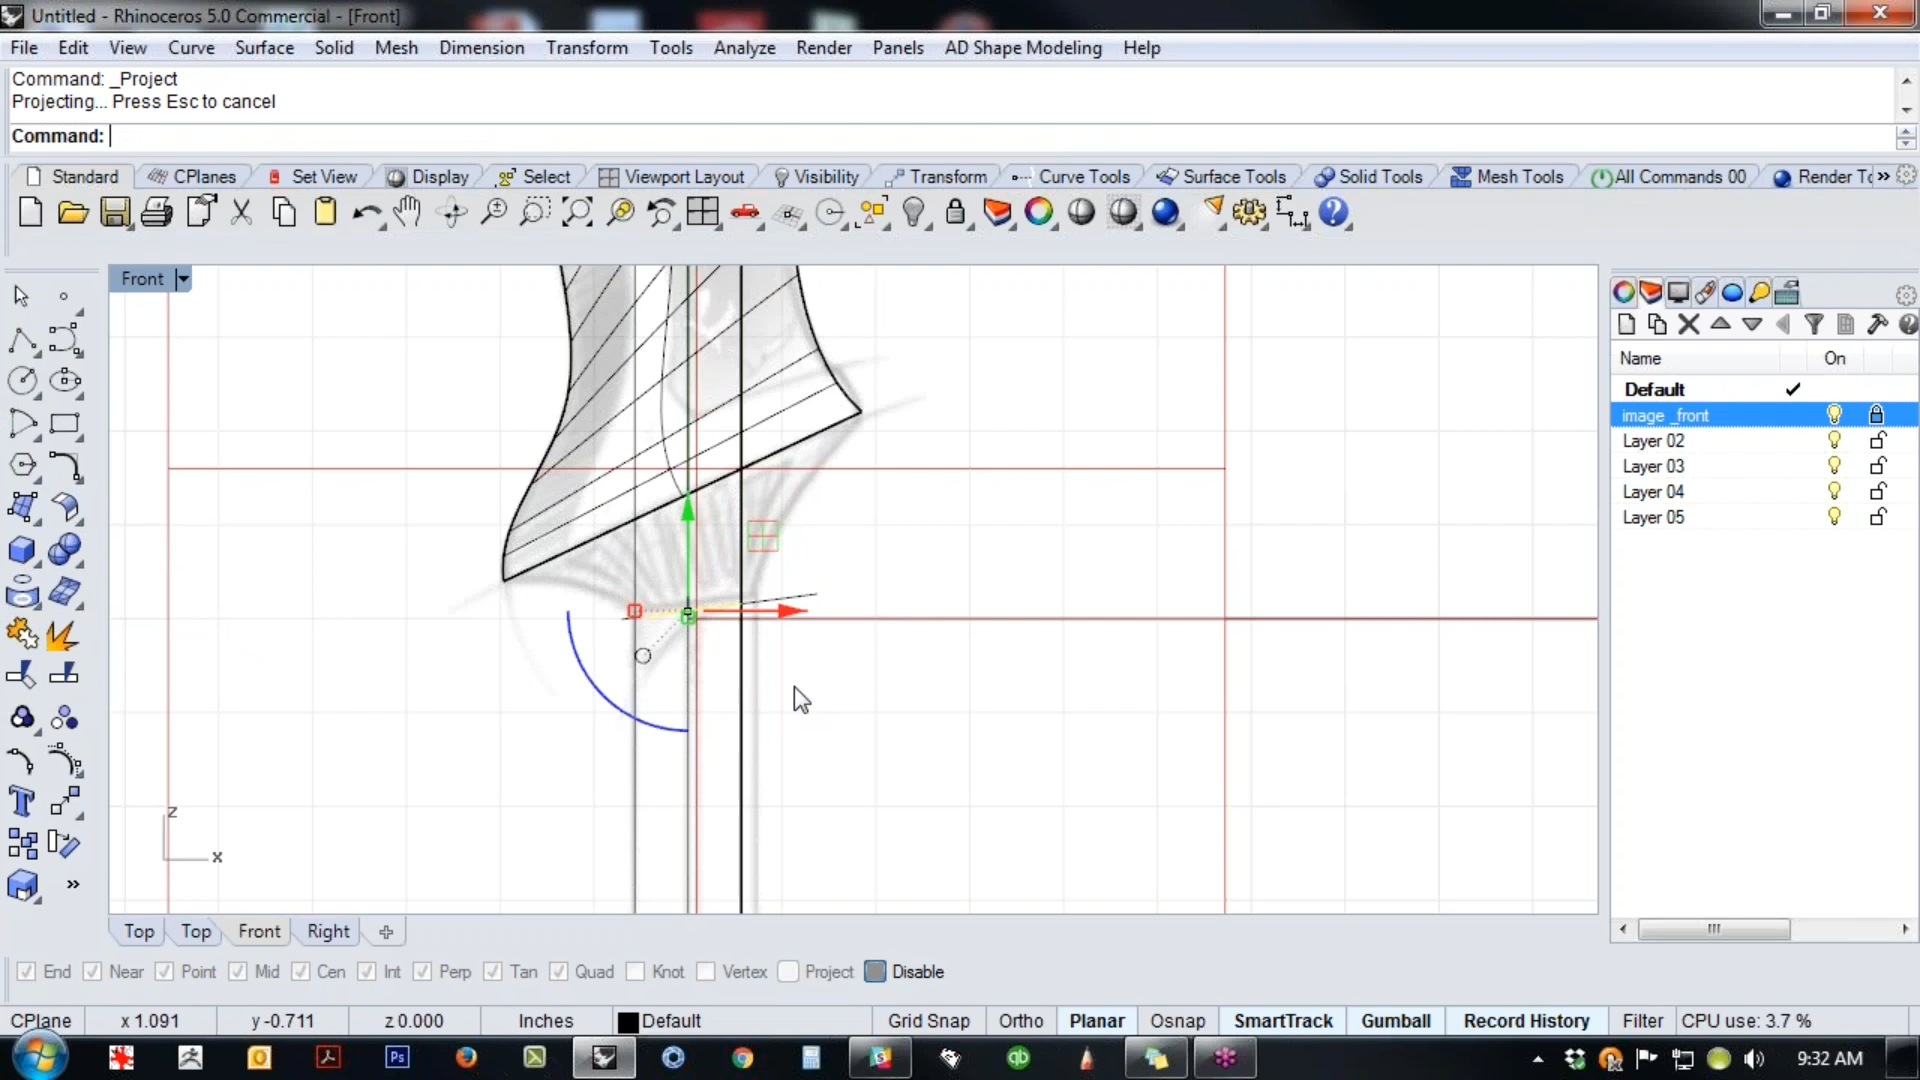 Untitled - Rhinoceros 5.0 Commercial - [Front]
File Edit View Curve Surface Solid Mesh Dimension Transform Tools Analyze Render Panels AD Shape Modeling Help
Command: _Project
Projecting... Press Esc to cancel
Command:
Standard CPlanes Set View Display Select Viewport Layout Visibility Transform Curve Tools Surface Tools Solid Tools Mesh Tools All Commands 00 Render To »
Front
Name On
Default
image _front
Layer 02
Layer 03
Layer 04
Layer 05
z
x
Top Top Front Right
End Near Point Mid Cen Int Perp Tan Quad Knot Vertex Project Disable
CPlane x 1.091 y -0.711 z 0.000 Inches Default Grid Snap Ortho Planar Osnap SmartTrack Gumball Record History Filter CPU use: 3.7 %
Ps qb 9:32 AM